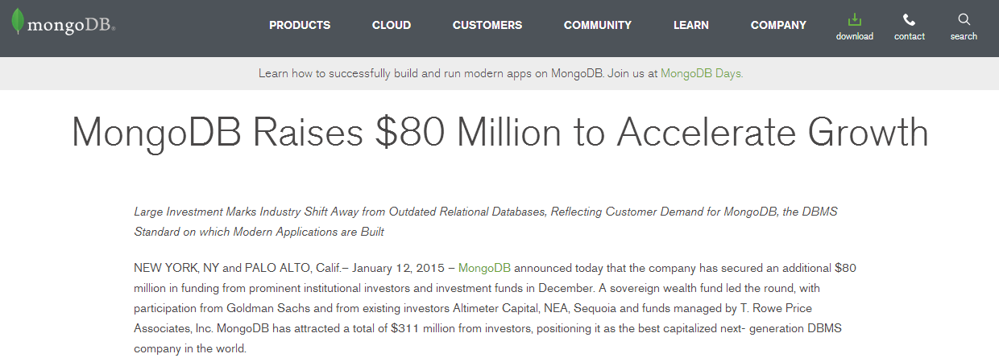 mongoDB®
PRODUCTS CLOUD CUSTOMERS COMMUNITY LEARN COMPANY download contact search
Learn how to successfully build and run modern apps on MongoDB. Join us at MongoDB Days.
MongoDB Raises $80 Million to Accelerate Growth
Large Investment Marks Industry Shift Away from Outdated Relational Databases, Reflecting Customer Demand for MongoDB, the DBMS
Standard on which Modern Applications are Built
NEW YORK, NY and PALO ALTO, Calif.– January 12, 2015 – MongoDB announced today that the company has secured an additional $80
million in funding from prominent institutional investors and investment funds in December. A sovereign wealth fund led the round, with
participation from Goldman Sachs and from existing investors Altimeter Capital, NEA, Sequoia and funds managed by T. Rowe Price
Associates, Inc. MongoDB has attracted a total of $311 million from investors, positioning it as the best capitalized next- generation DBMS
company in the world.